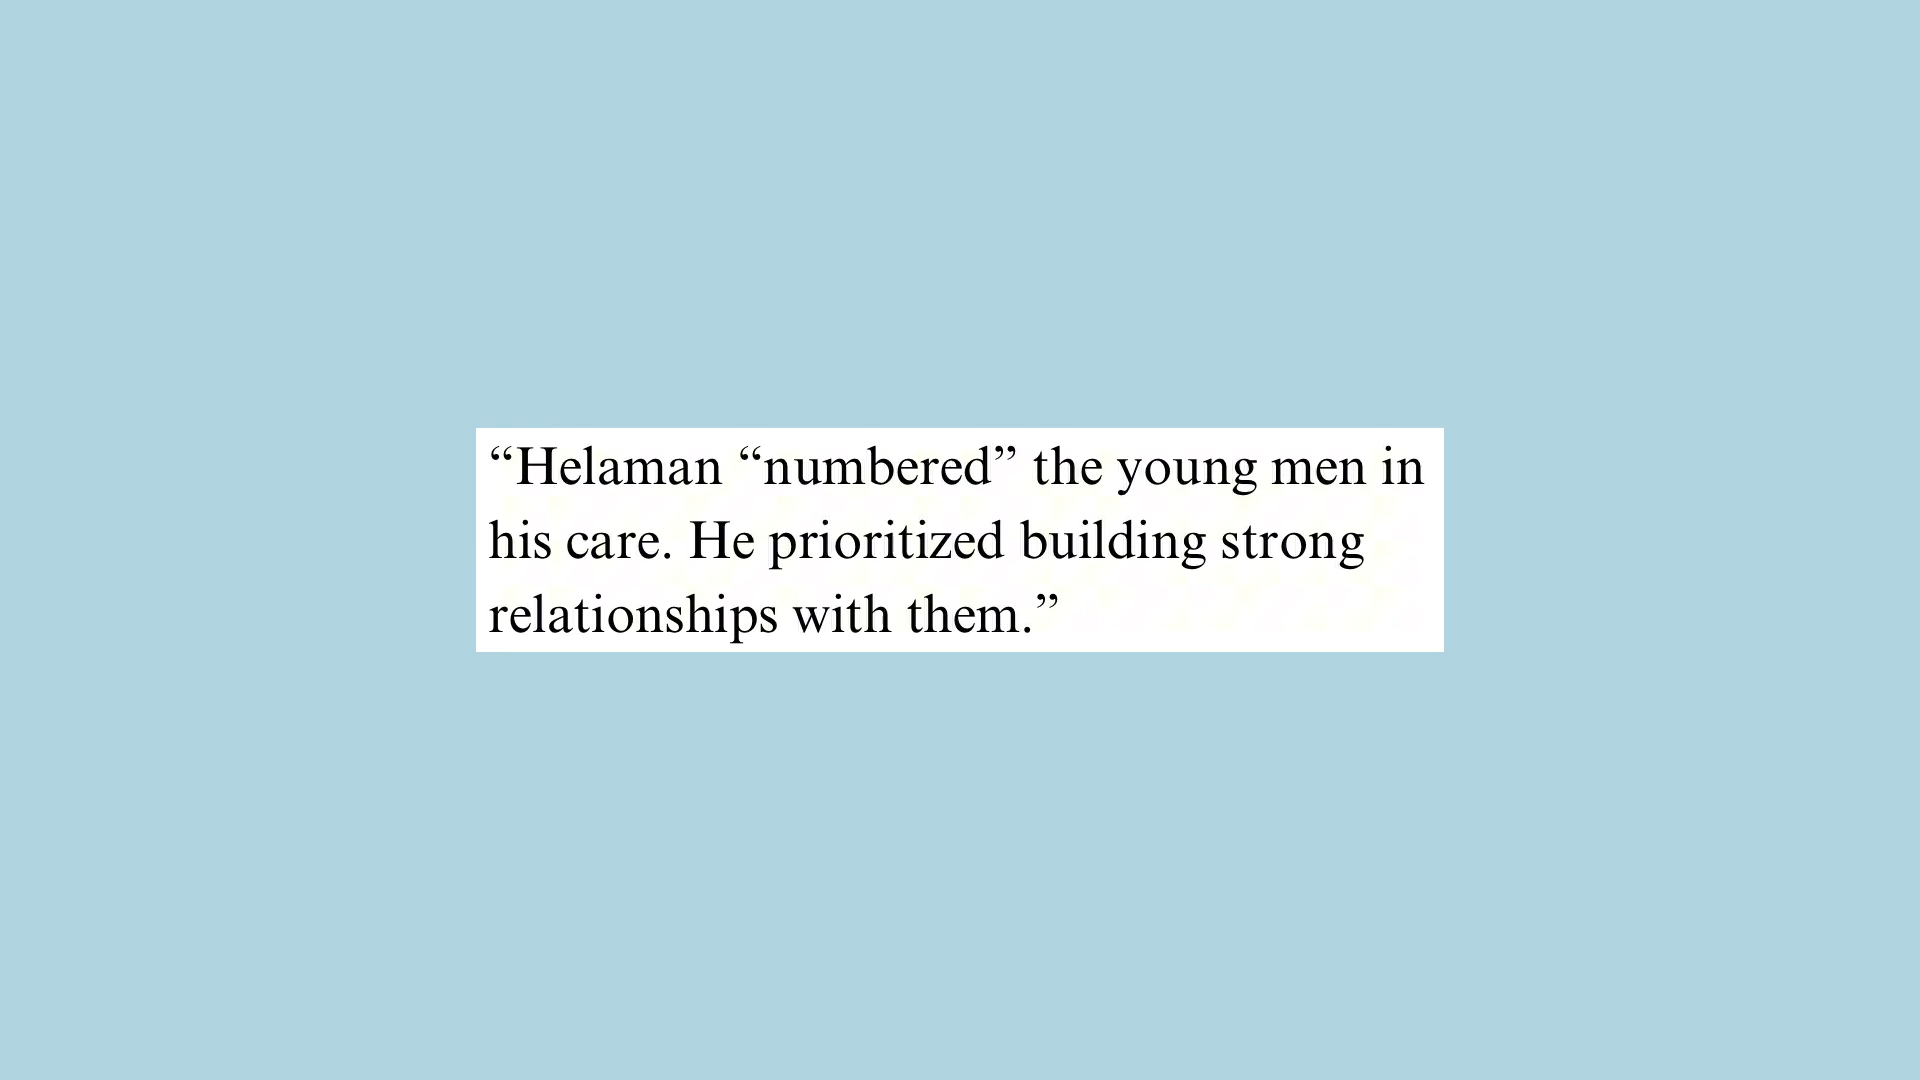 “Helaman “numbered” the young men in
his care. He prioritized building strong
relationships with them.”